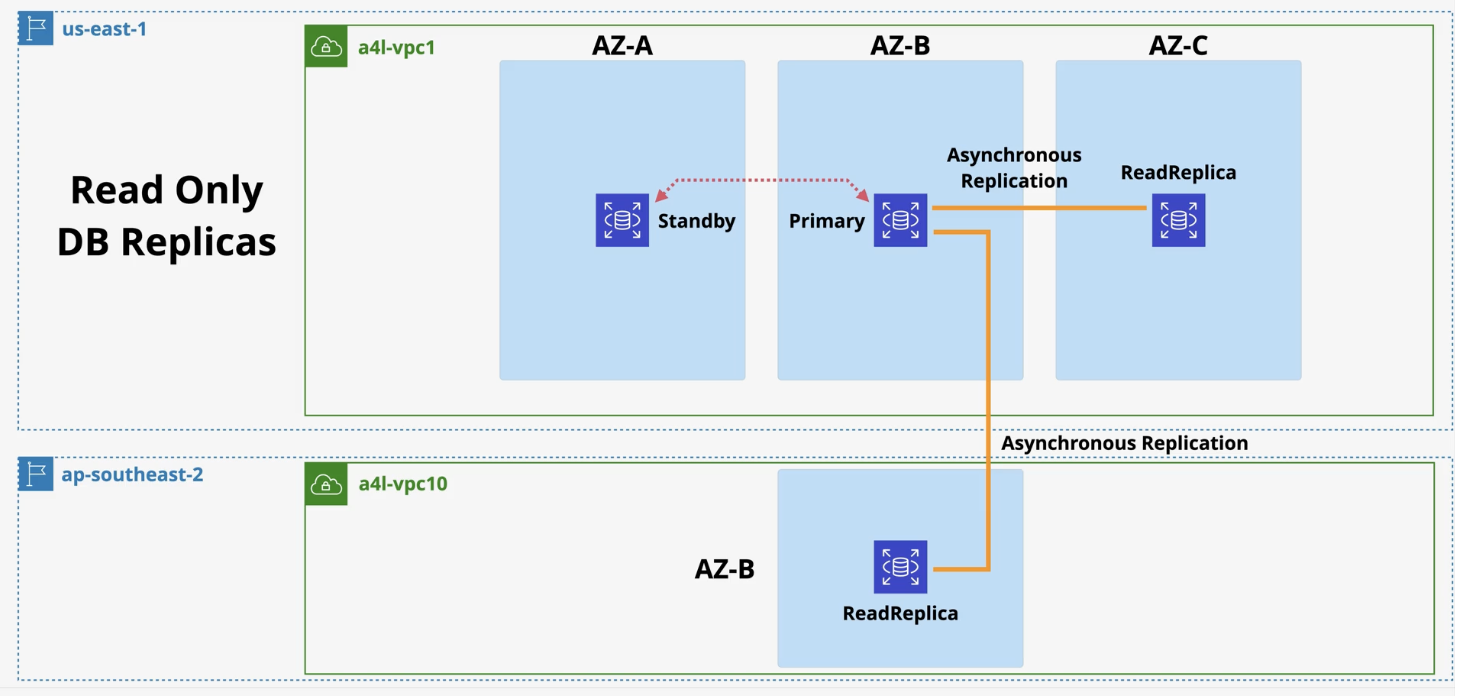 us-east-1
a4l-vpc1
AZ-A
AZ-B
AZ-C
Read Only
DB Replicas
Asynchronous
Replication
ReadReplica
Standby
Primary
Asynchronous Replication
ap-southeast-2
a4l-vpc10
AZ-B
ReadReplica